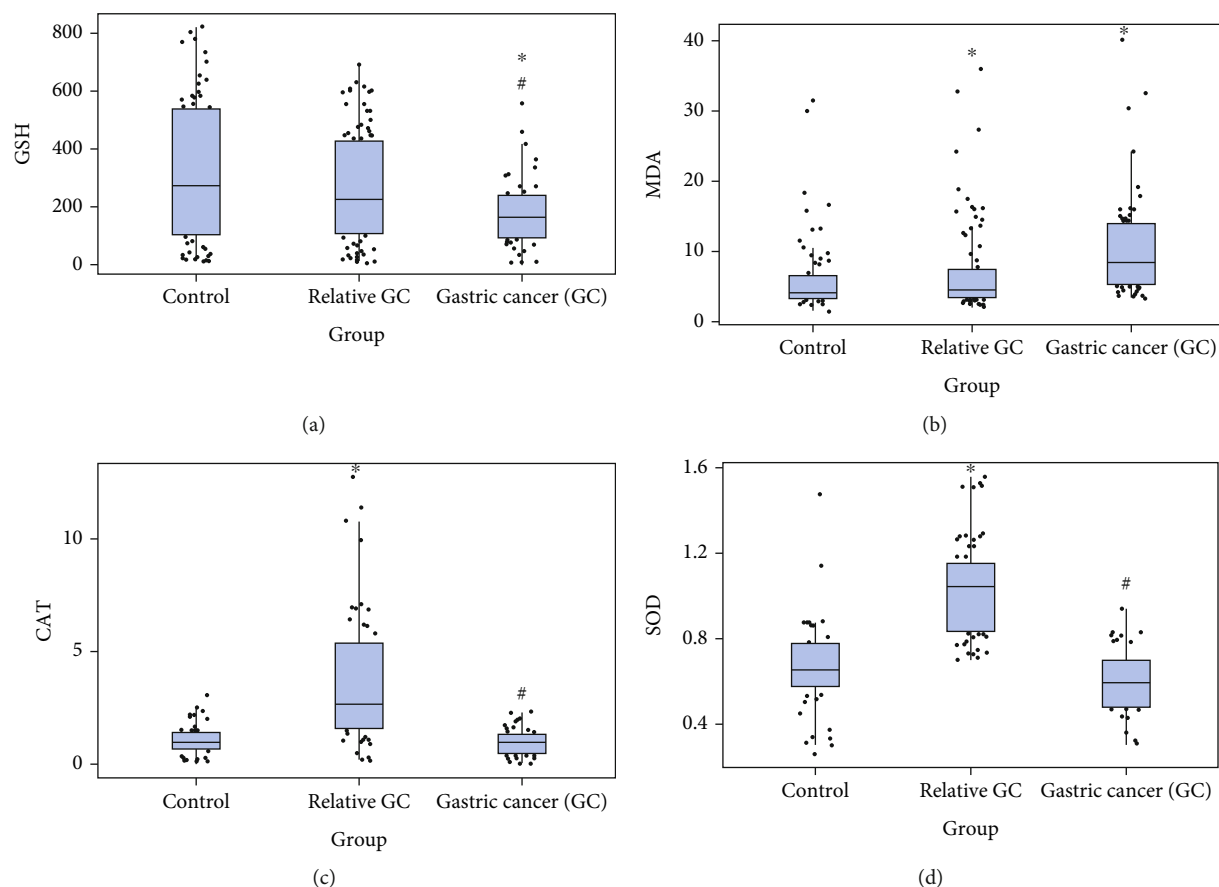 GSH
800
600
400
200
0
*
#
Control Relative GC Gastric cancer (GC)
Group
(a)
MDA
40
30
20
10
0
* *
Control Relative GC Gastric cancer (GC)
Group
(b)
CAT
10
5
0
*
#
Control Relative GC Gastric cancer (GC)
Group
(c)
SOD
1.6
1.2
0.8
0.4
*
#
Control Relative GC Gastric cancer (GC)
Group
(d)